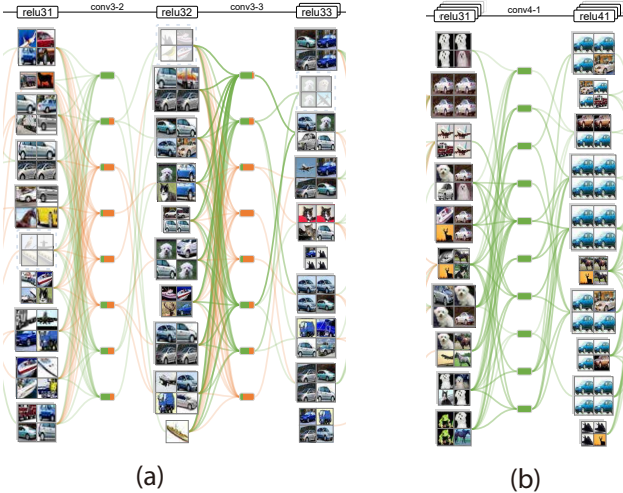 relu31 conv3-2 relu32 conv3-3 relu33
relu31 conv4-1 relu41
(a)
(b)